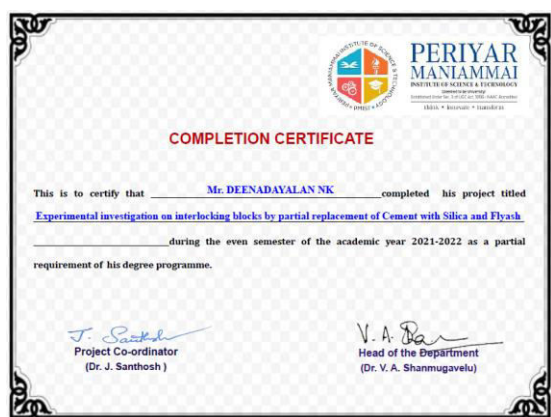 PERIYAR
MANIAMMAI
INSTITUTE OF SCIENCE & TECHNOLOGY
think • innovate • transform
COMPLETION CERTIFICATE
This is to certify that Mr. DEENADAYALAN NK completed his project titled
Experimental investigation on interlocking blocks by partial replacement of Cement with Silica and Flyash
during the even semester of the academic year 2021-2022 as a partial
requirement of his degree programme.
J. Santhosh
V. A.
Project Co-ordinator
Head of the Department
(Dr. J. Santhosh )
(Dr. V. A. Shanmugavelu)